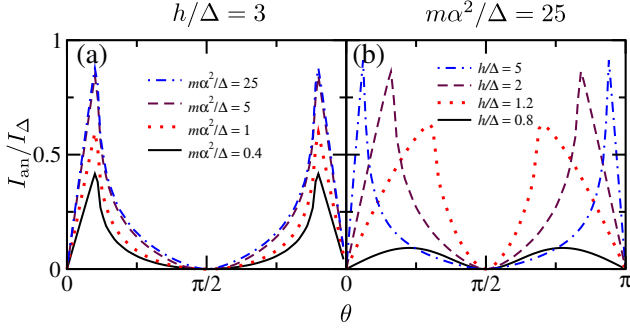 h/Δ = 3
mα²/Δ = 25
(a)
(b)
mα²/Δ = 25
mα²/Δ = 5
mα²/Δ = 1
mα²/Δ = 0.4
h/Δ = 5
h/Δ = 2
h/Δ = 1.2
h/Δ = 0.8
I_an/I_Δ
1
0.5
0
0
π/2
0
π/2
π
θ
θ